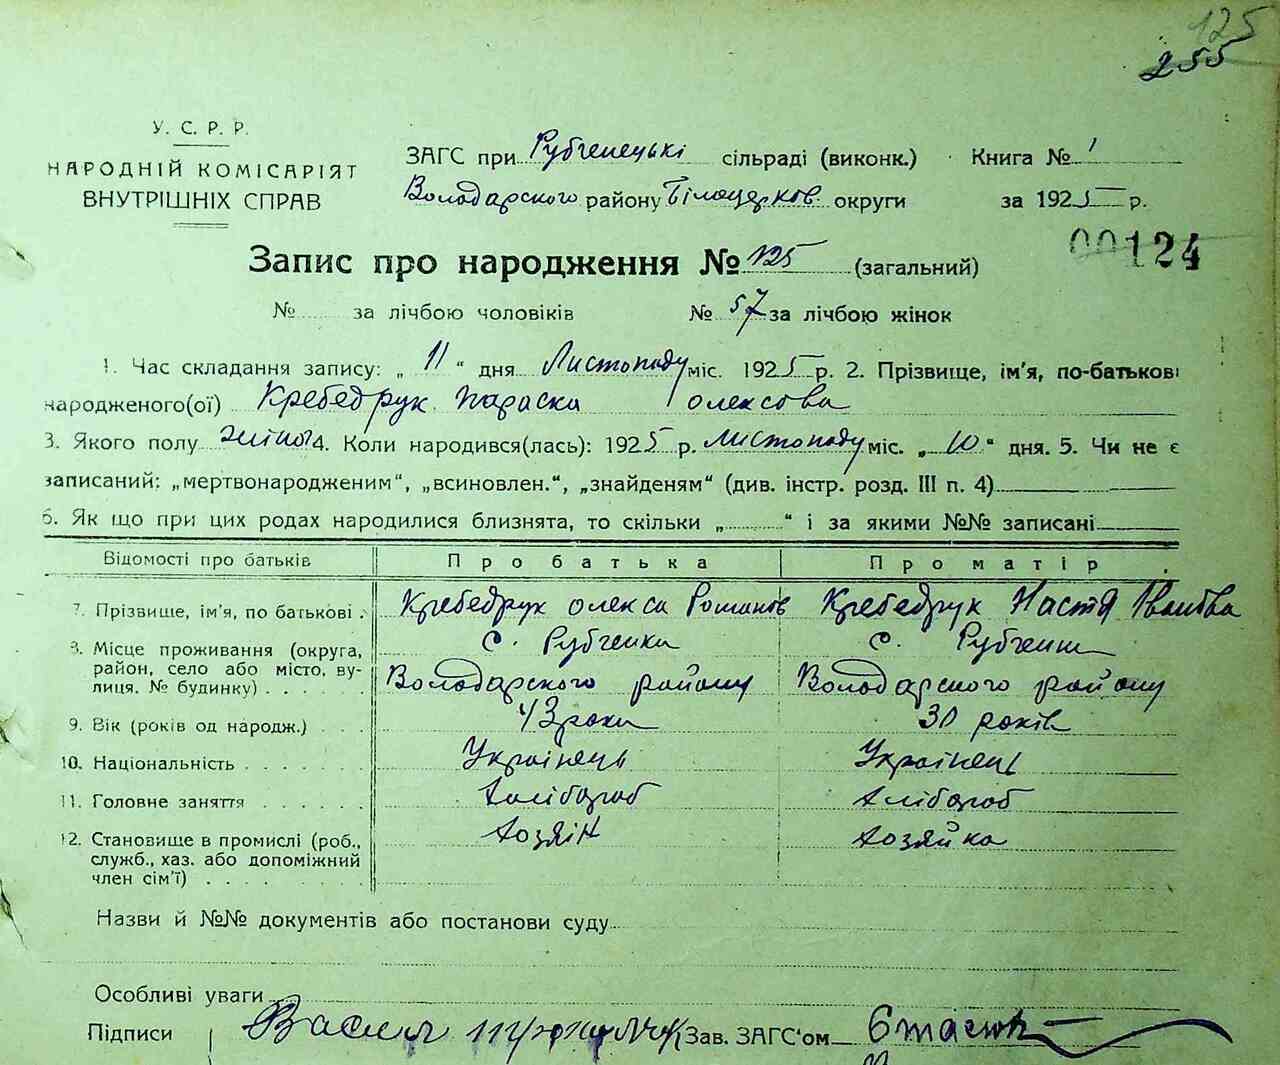 125
255
У. С. Р. Р.
НАРОДНІЙ КОМІСАРІЯТ
ВНУТРІШНІХ СПРАВ
ЗАГС при Рубченецькі сільраді (виконк.) Книга № 1
Володарского району Білоцерков. округи за 1925 р.
00124
Запис про народження № 125 (загальний)
№ за лічбою чоловіків № 57 за лічбою жінок
1. Час складання запису: „ 11 “ дня Листопаду міс. 1925 р. 2. Прізвище, ім'я, по-батькові
народженого(ої) Кребедрук Параска Олексова
3. Якого полу жіног 4. Коли народився(лась): 1925 р. Листопаду міс. „ 10 “ дня. 5. Чи не є
записаний: „мертвонародженим“, „всиновлен.“, „знайденям“ (див. інстр. розд. III п. 4)
6. Як що при цих родах народилися близнята, то скільки „ “ і за якими №№ записані
Відомості про батьків Про батька Про матір
7. Прізвище, ім'я, по батькові . Кребедрук Олекса Романів Кребедрук Настя Іванівва
8. Місце проживання (округа, с. Рубченки с. Рубченки
район, село або місто, ву-
лиця. № будинку) . . . . . Володарского району Володарского району
9. Вік (років од народж.) 43 роки 30 років
10. Національність . . . . . . . Українець Українець
11. Головне заняття . . . . . . Хлібороб Хлібороб
12. Становище в промислі (роб., Хозяін Хозяйка
служб., хаз. або допоміжний
член сім'ї) . . . . . . . .
Назви й №№ документів або постанови суду
Особливі уваги
Підписи Васил Зав. ЗАГС'ом